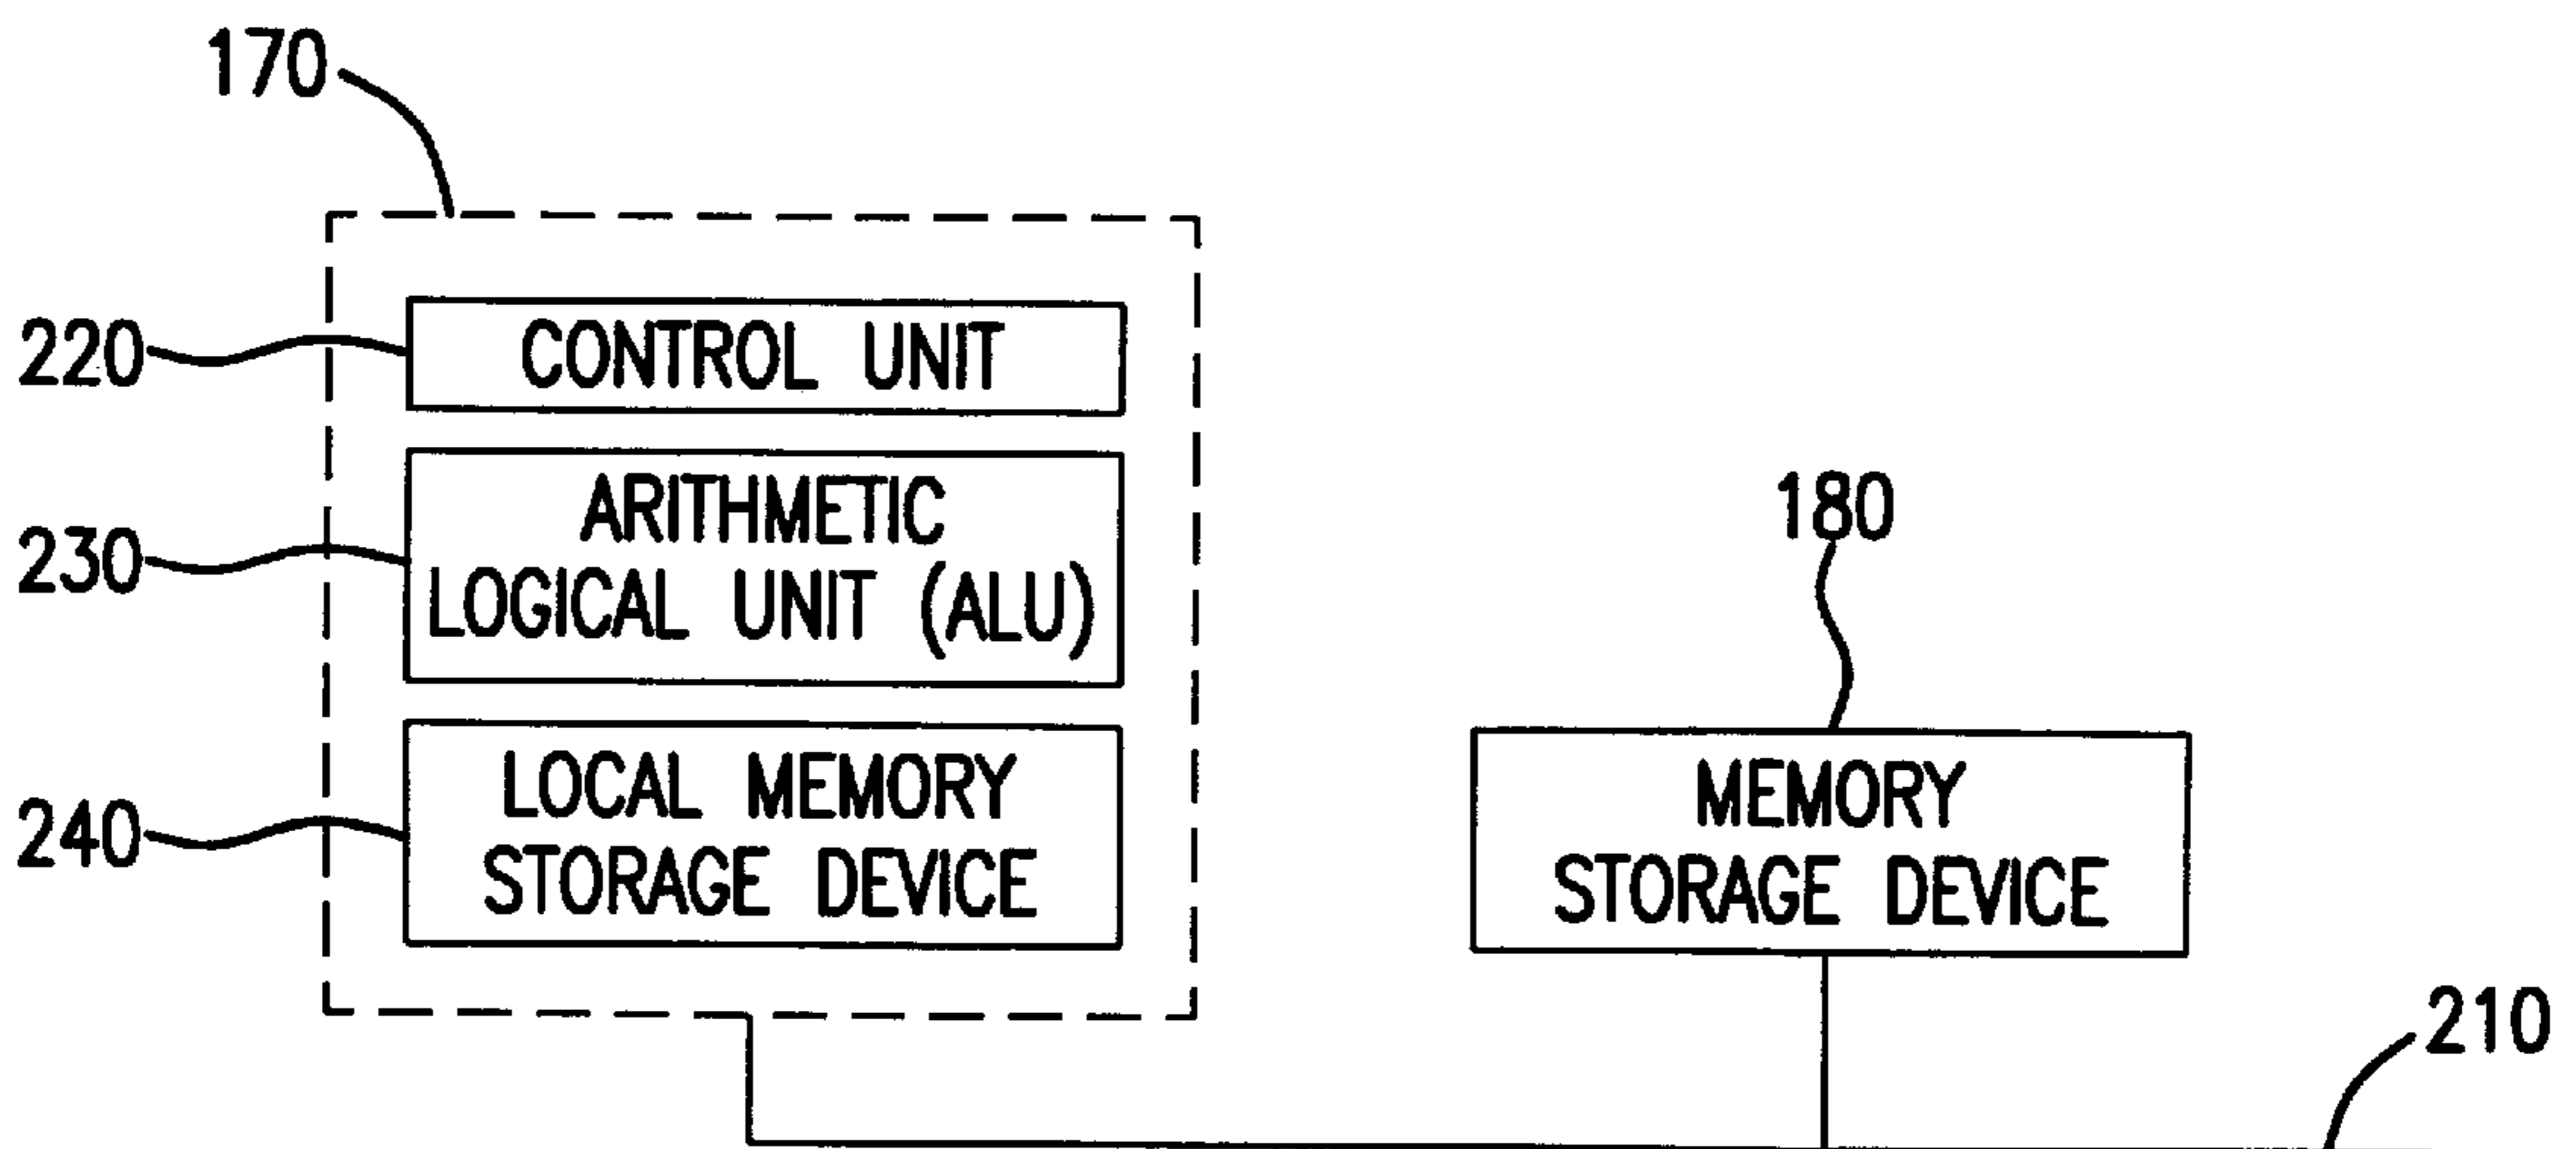 170
220
CONTROL UNIT
230
ARITHMETIC
LOGICAL UNIT (ALU)
240
LOCAL MEMORY
STORAGE DEVICE
180
MEMORY
STORAGE DEVICE
210